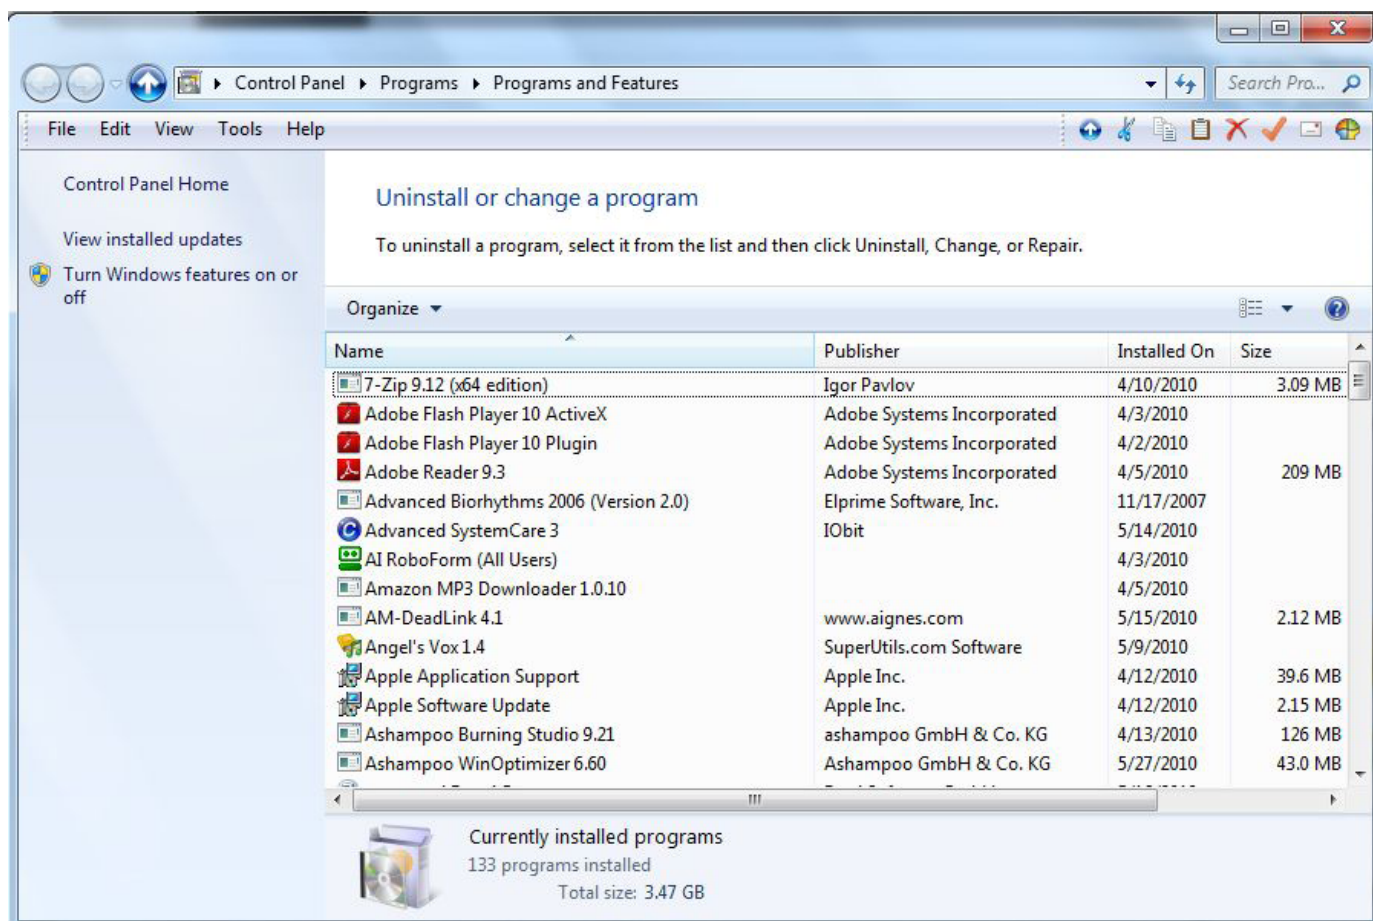 Control Panel Programs Programs and Features Search Pro...
File Edit View Tools Help
Control Panel Home
View installed updates
Turn Windows features on or
off
Uninstall or change a program
To uninstall a program, select it from the list and then click Uninstall, Change, or Repair.
Organize
Name Publisher Installed On Size
7-Zip 9.12 (x64 edition) Igor Pavlov 4/10/2010 3.09 MB
Adobe Flash Player 10 ActiveX Adobe Systems Incorporated 4/3/2010
Adobe Flash Player 10 Plugin Adobe Systems Incorporated 4/2/2010
Adobe Reader 9.3 Adobe Systems Incorporated 4/5/2010 209 MB
Advanced Biorhythms 2006 (Version 2.0) Elprime Software, Inc. 11/17/2007
Advanced SystemCare 3 IObit 5/14/2010
AI RoboForm (All Users) 4/3/2010
Amazon MP3 Downloader 1.0.10 4/5/2010
AM-DeadLink 4.1 www.aignes.com 5/15/2010 2.12 MB
Angel's Vox 1.4 SuperUtils.com Software 5/9/2010
Apple Application Support Apple Inc. 4/12/2010 39.6 MB
Apple Software Update Apple Inc. 4/12/2010 2.15 MB
Ashampoo Burning Studio 9.21 ashampoo GmbH & Co. KG 4/13/2010 126 MB
Ashampoo WinOptimizer 6.60 Ashampoo GmbH & Co. KG 5/27/2010 43.0 MB
Currently installed programs
133 programs installed
Total size: 3.47 GB